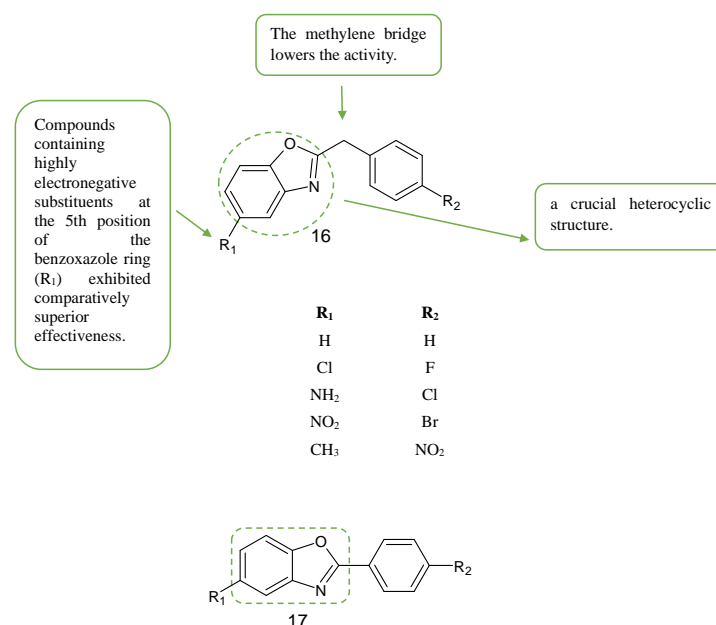 The methylene bridge
lowers the activity.
Compounds
containing
highly
electronegative
substituents at
the 5th position
of the
benzoxazole ring
(R₁) exhibited
comparatively
superior
effectiveness.
O
N
R₂
R₁
16
a crucial heterocyclic
structure.
R₁ R₂
H H
Cl F
NH₂ Cl
NO₂ Br
CH₃ NO₂
O
R₂
N
R₁
17